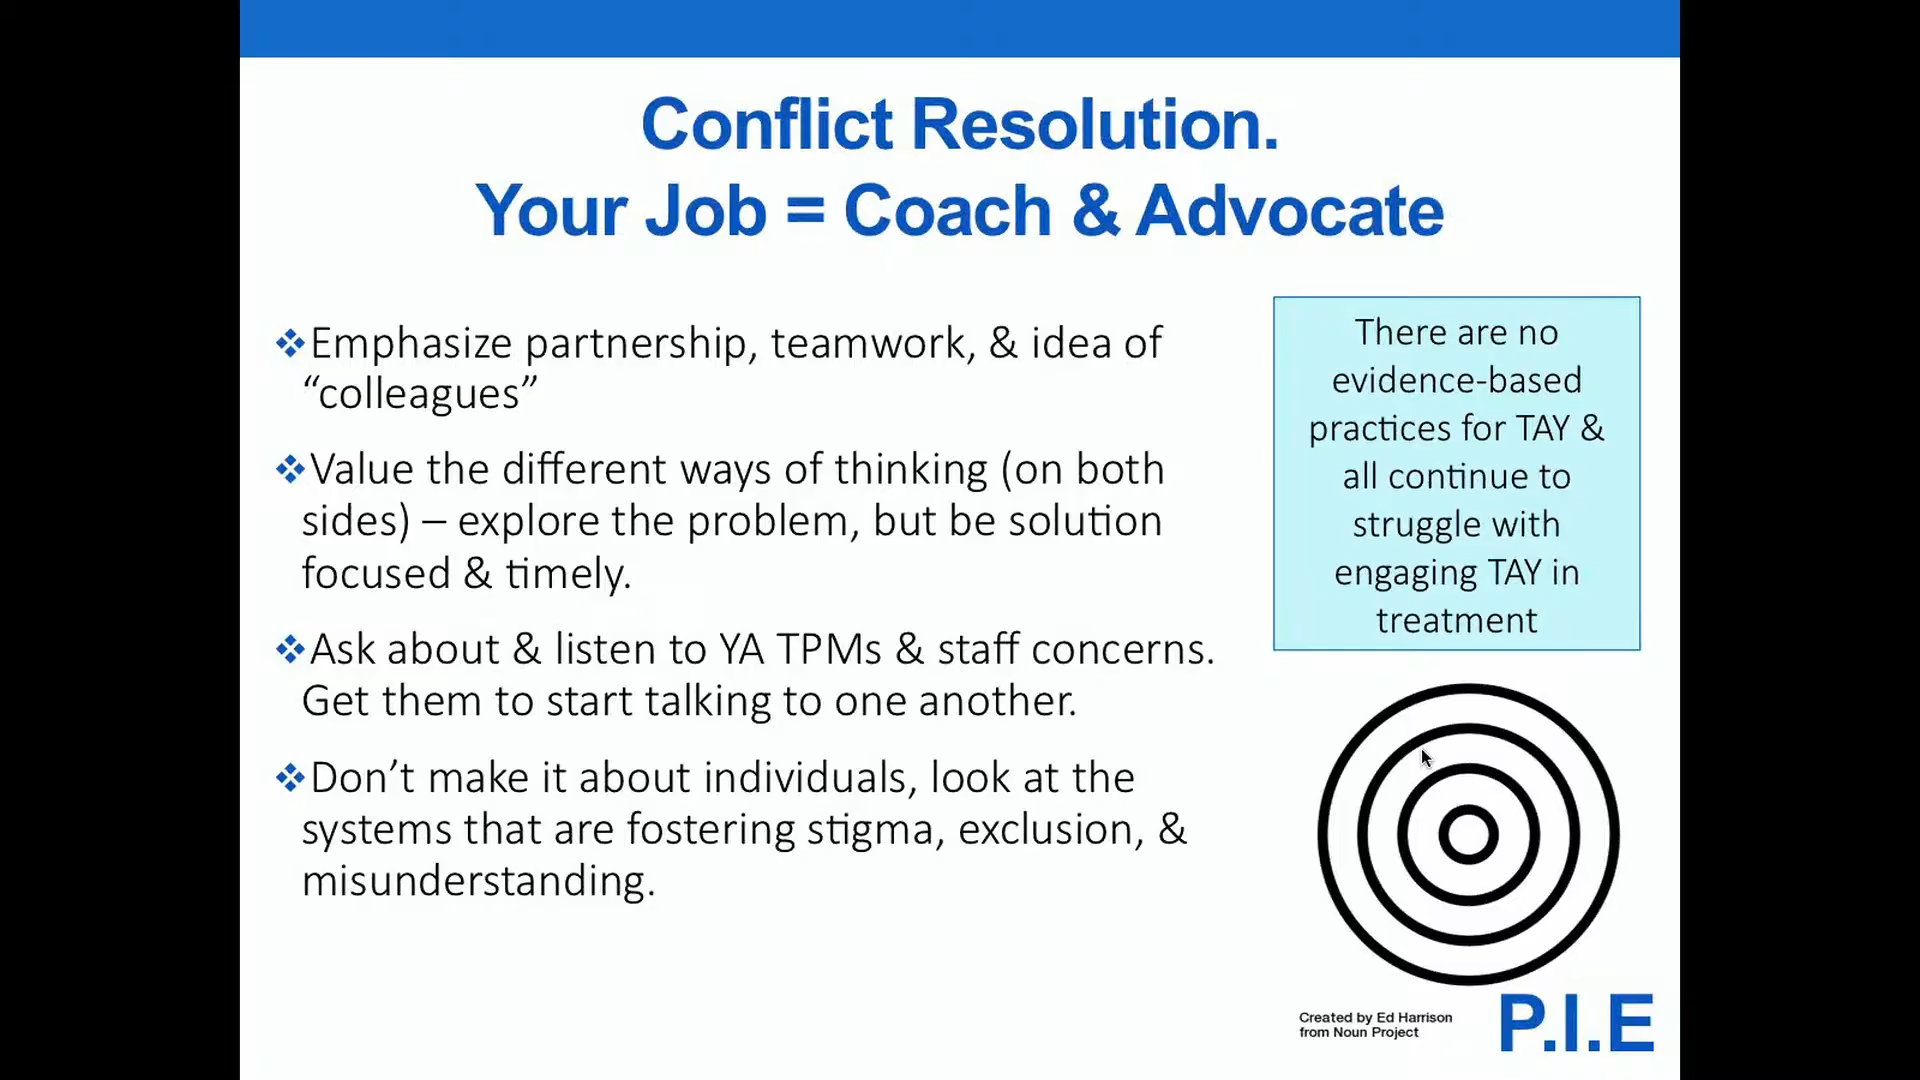 Conflict Resolution.
Your Job = Coach & Advocate
❖Emphasize partnership, teamwork, & idea of
“colleagues”
❖Value the different ways of thinking (on both
sides) – explore the problem, but be solution
focused & timely.
❖Ask about & listen to YA TPMs & staff concerns.
Get them to start talking to one another.
❖Don’t make it about individuals, look at the
systems that are fostering stigma, exclusion, &
misunderstanding.
There are no
evidence-based
practices for TAY &
all continue to
struggle with
engaging TAY in
treatment
Created by Ed Harrison
from Noun Project
P.I.E